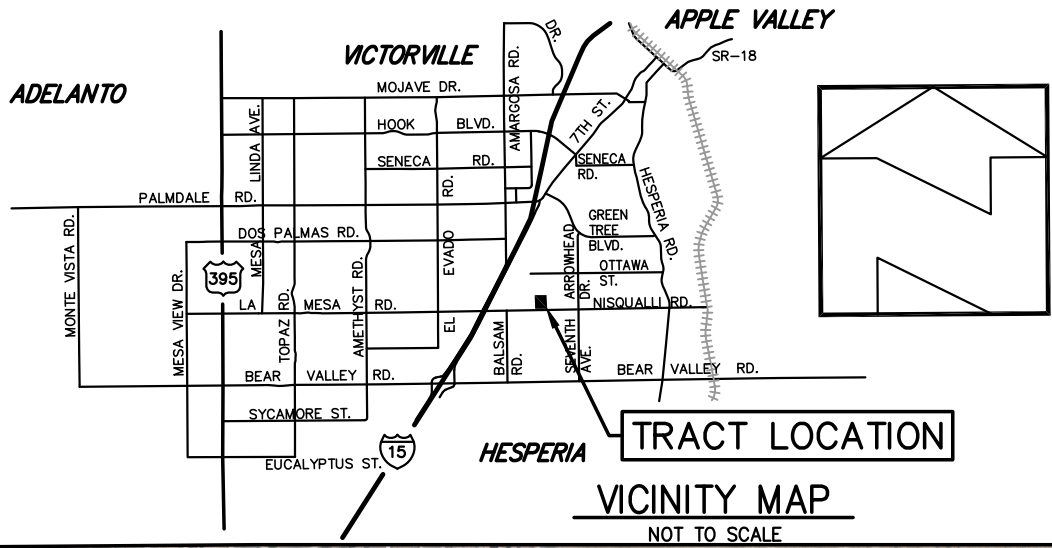 APPLE VALLEY
SR-18
DR.
VICTORVILLE
ADELANTO
MOJAVE DR.
AMARGOSA RD.
7TH ST.
LINDA AVE.
MESA
HOOK BLVD.
SENECA RD.
SENECA
RD.
HESPERIA RD.
PALMDALE RD.
GREEN
TREE
BLVD.
DOS PALMAS RD.
MONTE VISTA RD.
MESA VIEW DR.
395
TOPAZ RD.
AMETHYST RD.
EL EVADO RD.
ARROWHEAD DR.
OTTAWA
ST.
LA MESA RD.
NISQUALLI RD.
BALSAM
RD.
SEVENTH
AVE.
BEAR VALLEY RD.
BEAR VALLEY RD.
SYCAMORE ST.
EUCALYPTUS ST.
15
HESPERIA
TRACT LOCATION
VICINITY MAP
NOT TO SCALE